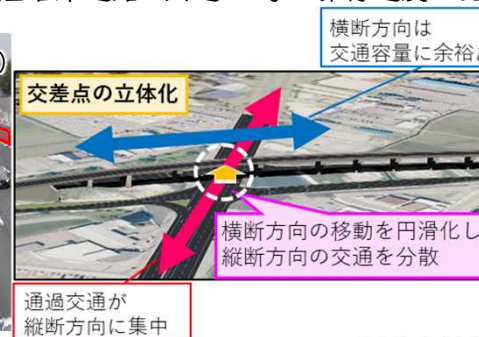 横断方向は
交通容量に余裕
交差点の立体化
横断方向の移動を円滑化し
縦断方向の交通を分散
通過交通が
縦断方向に集中